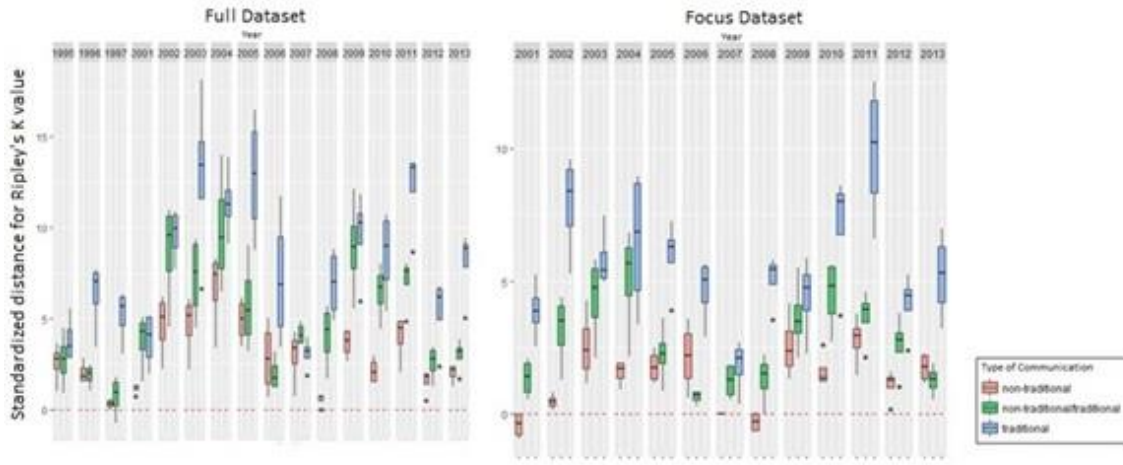 Full Dataset
Year
1995 1996 1997 2001 2002 2003 2004 2005 2006 2007 2008 2009 2010 2011 2012 2013
Standardized distance for Ripley's K value
15
10
5
0
Focus Dataset
Year
2001 2002 2003 2004 2005 2006 2007 2008 2009 2010 2011 2012 2013
10
5
0
Type of Communication
non-traditional
non-traditional/traditional
traditional